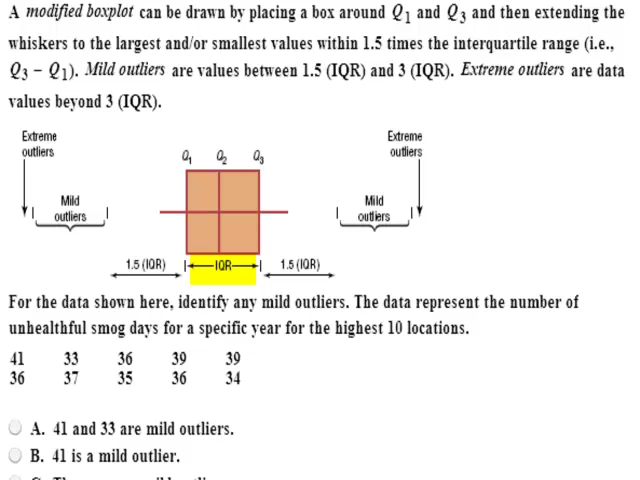 A modified boxplot can be drawn by placing a box around Q1 and Q3 and then extending the
whiskers to the largest and/or smallest values within 1.5 times the interquartile range (i.e.,
Q3 − Q1). Mild outliers are values between 1.5 (IQR) and 3 (IQR). Extreme outliers are data
values beyond 3 (IQR).
Extreme
outliers
Mild
outliers
Q1 Q2 Q3
Extreme
outliers
Mild
outliers
1.5 (IQR) IQR 1.5 (IQR)
For the data shown here, identify any mild outliers. The data represent the number of
unhealthful smog days for a specific year for the highest 10 locations.
41 33 36 39 39
36 37 35 36 34
A. 41 and 33 are mild outliers.
B. 41 is a mild outlier.